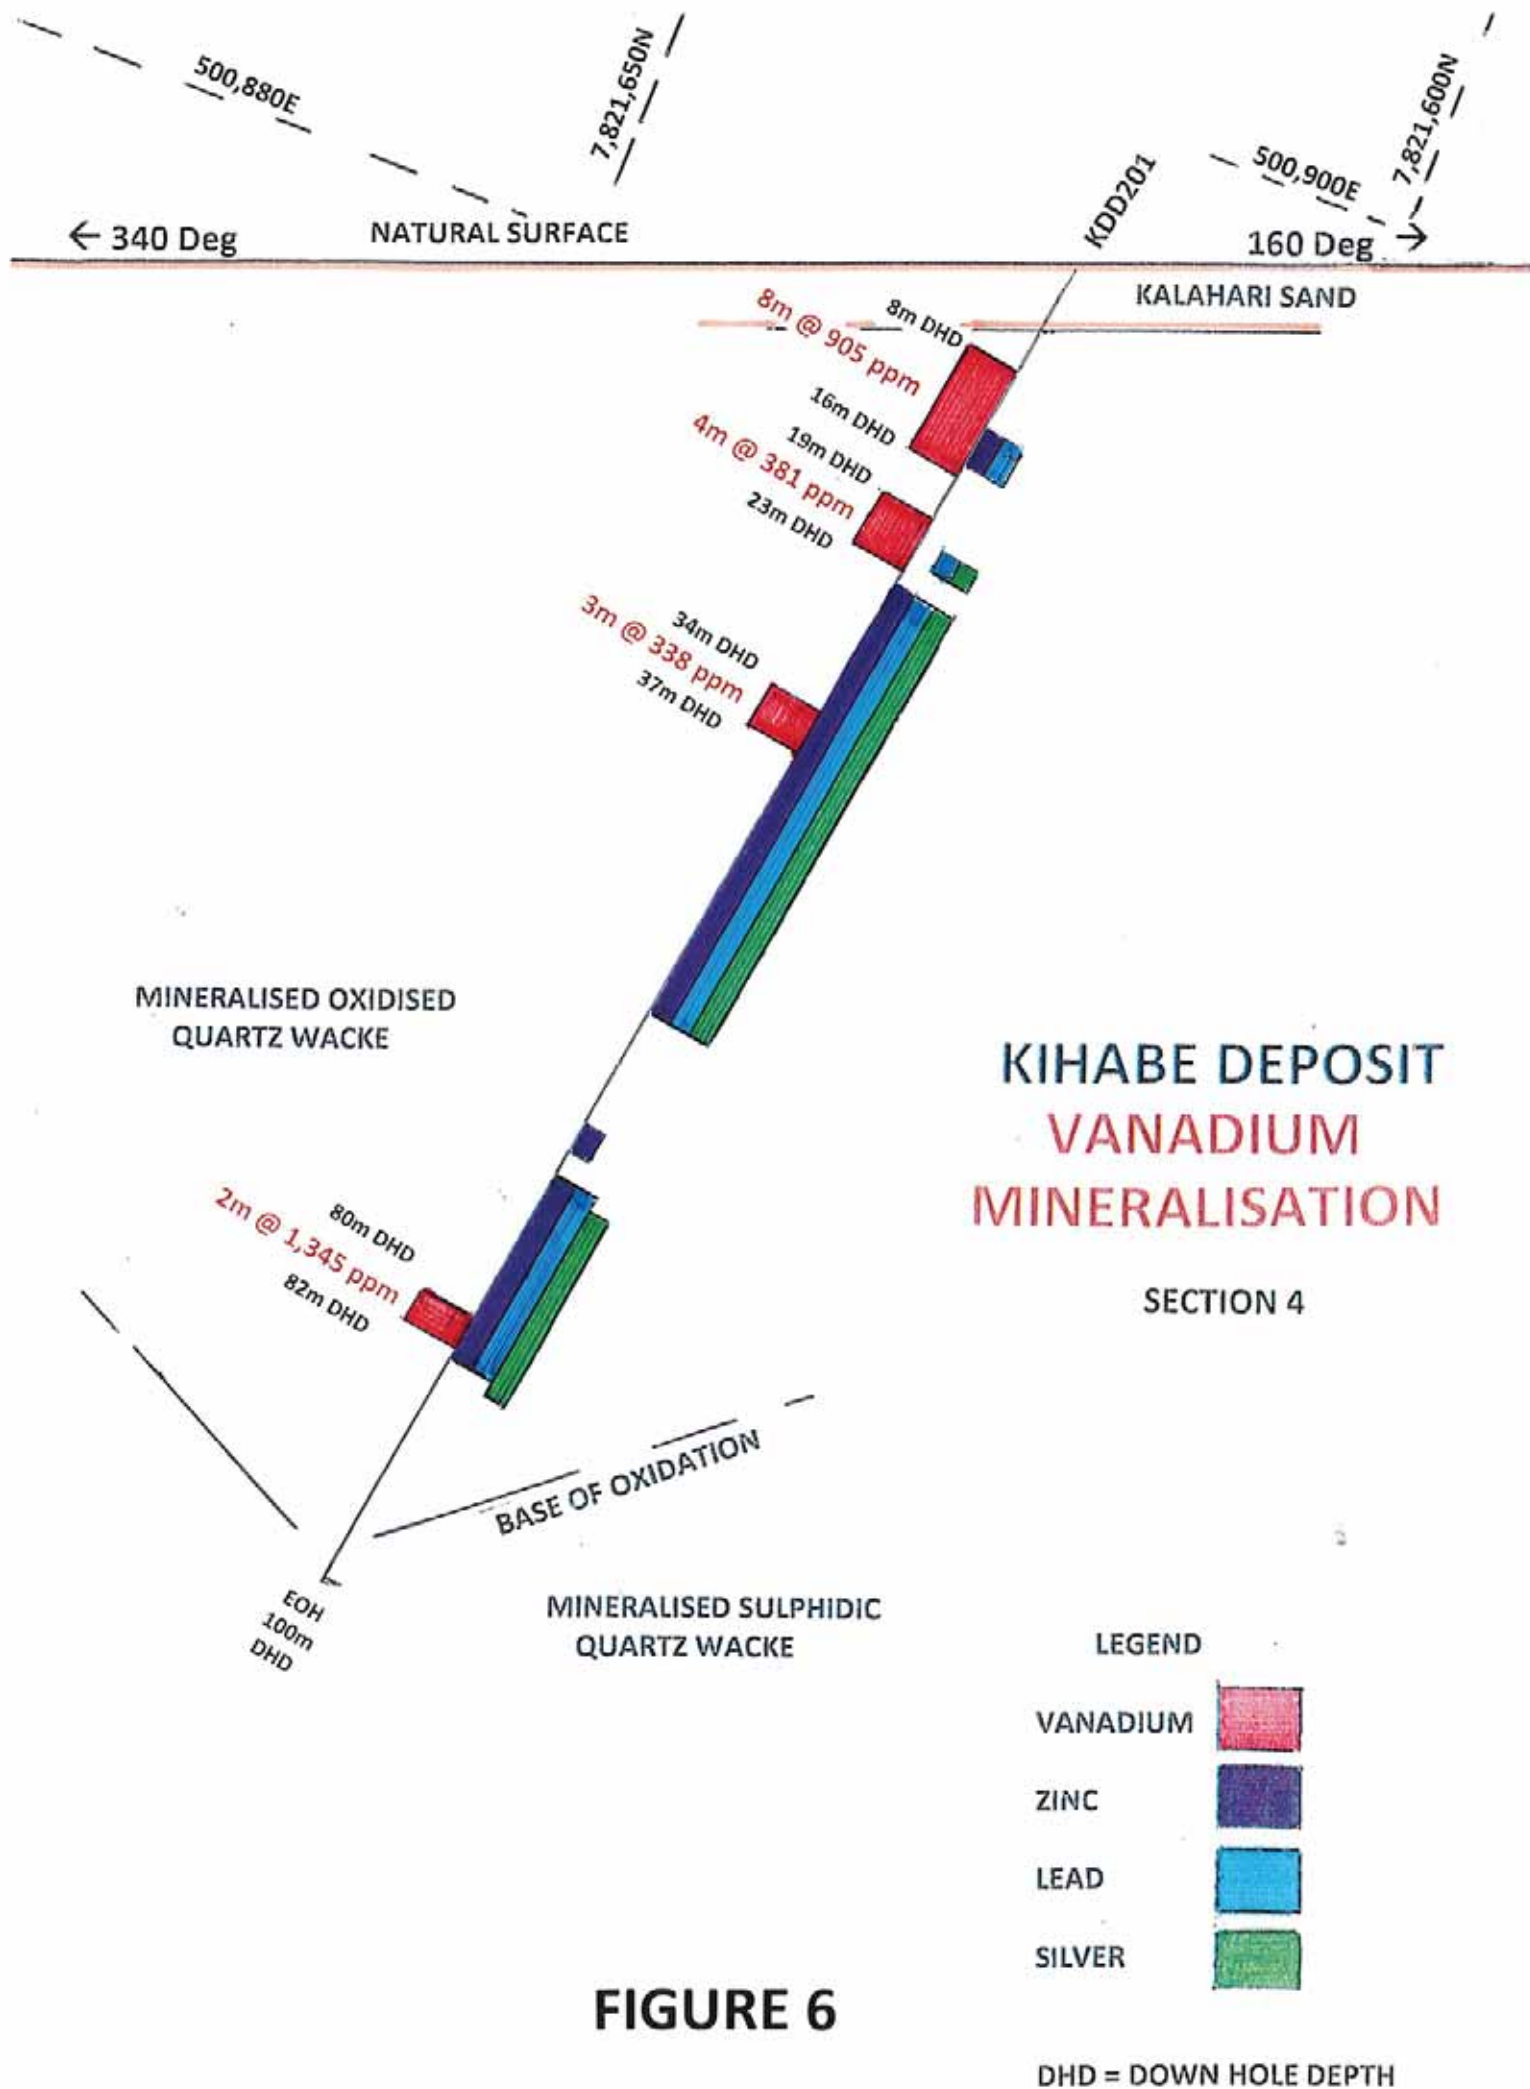 500,880E
7,821,650N
7,821,600N
500,900E
KDD201
← 340 Deg
NATURAL SURFACE
160 Deg →
KALAHARI SAND
8m DHD
8m @ 905 ppm
16m DHD
19m DHD
4m @ 381 ppm
23m DHD
34m DHD
3m @ 338 ppm
37m DHD
MINERALISED OXIDISED
QUARTZ WACKE
KIHABE DEPOSIT
VANADIUM
MINERALISATION
SECTION 4
80m DHD
2m @ 1,345 ppm
82m DHD
BASE OF OXIDATION
EOH
100m
DHD
MINERALISED SULPHIDIC
QUARTZ WACKE
LEGEND
VANADIUM
ZINC
LEAD
SILVER
FIGURE 6
DHD = DOWN HOLE DEPTH